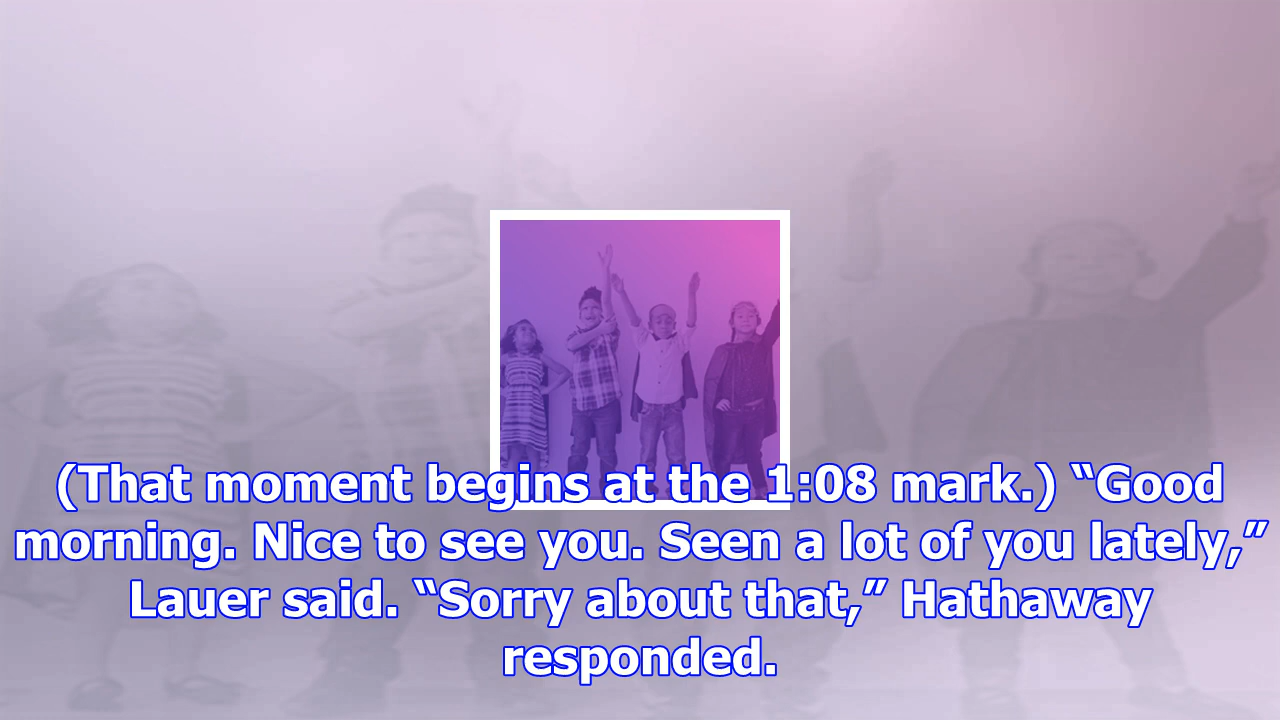 (That moment begins at the 1:08 mark.) “Good
morning. Nice to see you. Seen a lot of you lately,”
Lauer said. “Sorry about that,” Hathaway
responded.